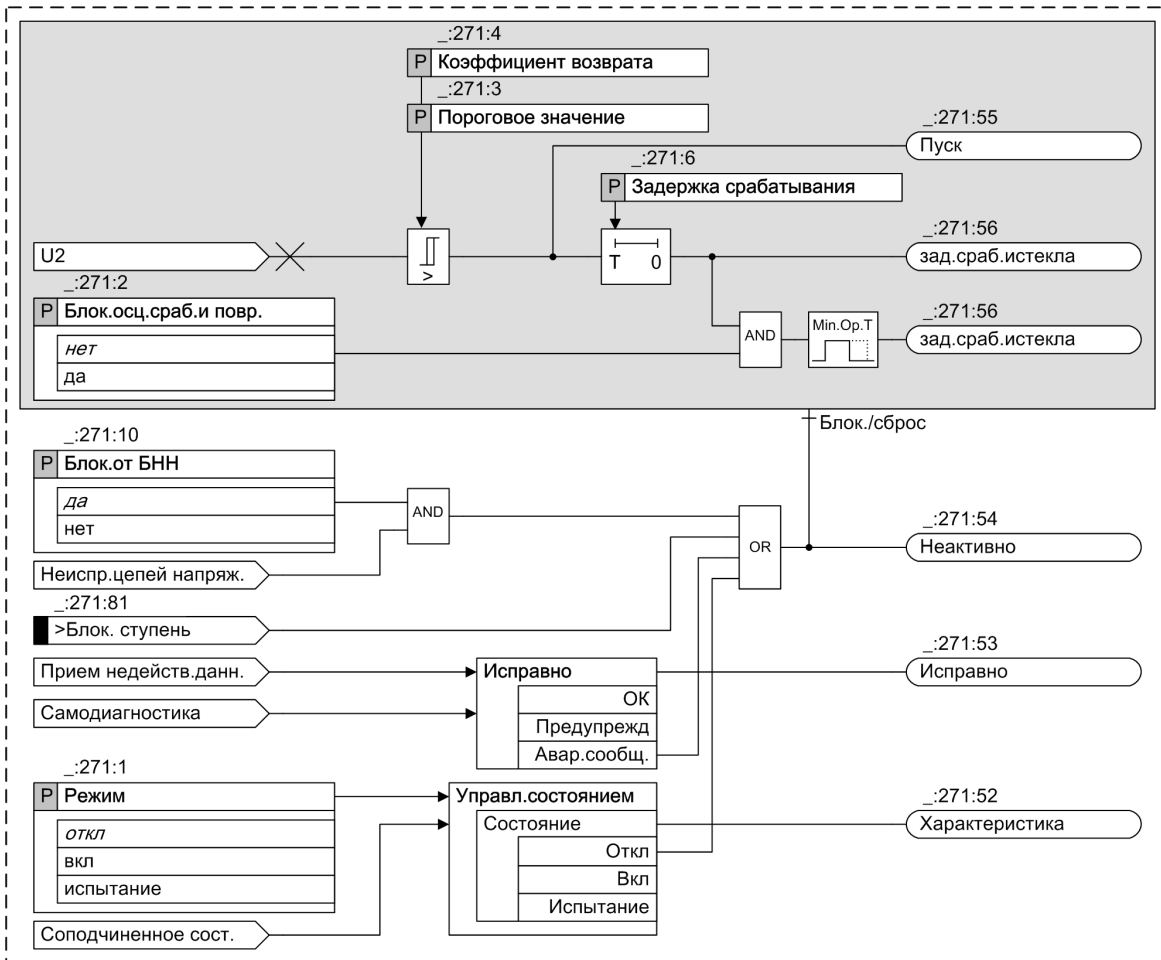 _:271:4
P Коэффициент возврата
_:271:3
P Пороговое значение
_:271:55
Пуск
_:271:6
P Задержка срабатывания
_:271:56
U2
>
T 0
зад.сраб.истекла
_:271:2
P Блок.осц.сраб.и повр.
нет
да
AND
Min.Op.T
_:271:56
зад.сраб.истекла
Блок./сброс
_:271:10
P Блок.от БНН
да
нет
AND
OR
_:271:54
Неактивно
Неиспр.цепей напряж.
_:271:81
>Блок. ступень
_:271:53
Прием недейств.данн.
Исправно
Исправно
ОК
Самодиагностика
Предупрежд
Авар.сообщ.
_:271:1
P Режим
Управл.состоянием
_:271:52
откл
Состояние
Характеристика
вкл
Откл
испытание
Вкл
Испытание
Соподчиненное сост.